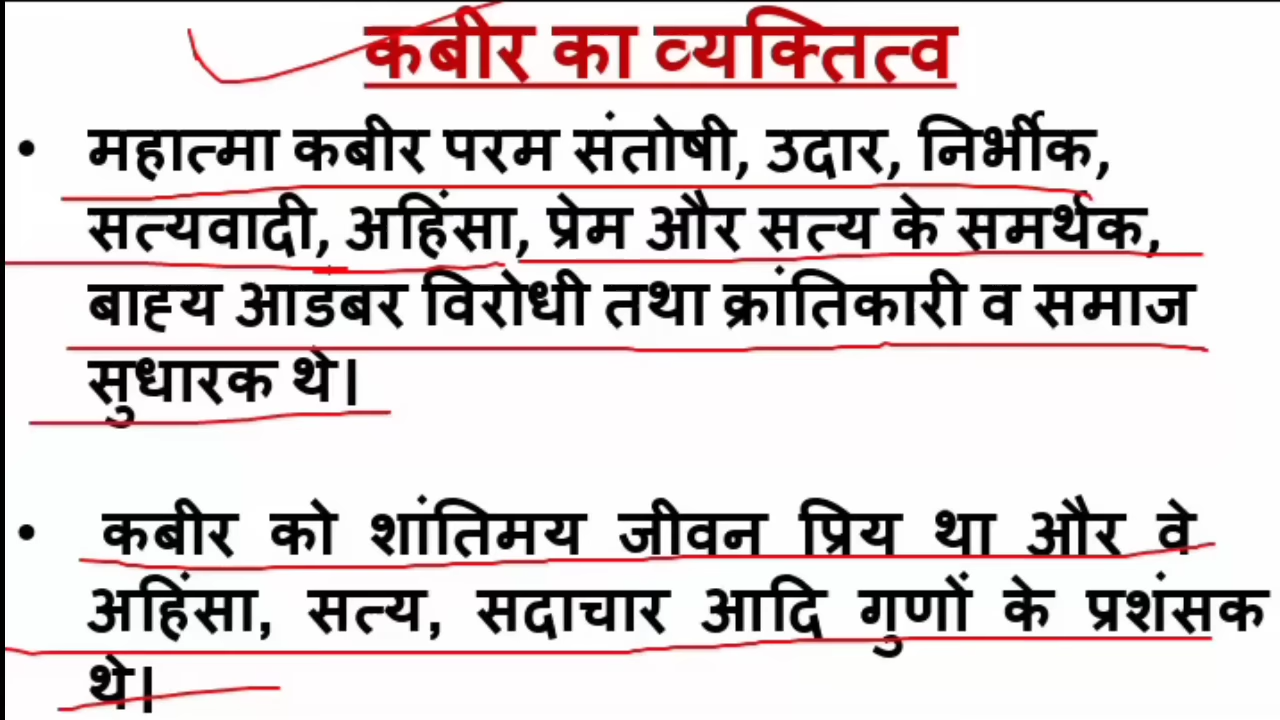 कबीर का व्यक्तित्व
• महात्मा कबीर परम संतोषी, उदार, निर्भीक,
सत्यवादी, अहिंसा, प्रेम और सत्य के समर्थक,
बाह्य आडबर विरोधी तथा क्रांतिकारी व समाज
सुधारक थे।
• कबीर को शांतिमय जीवन प्रिय था और वे
अहिंसा, सत्य, सदाचार आदि गुणों के प्रशंसक
थे।